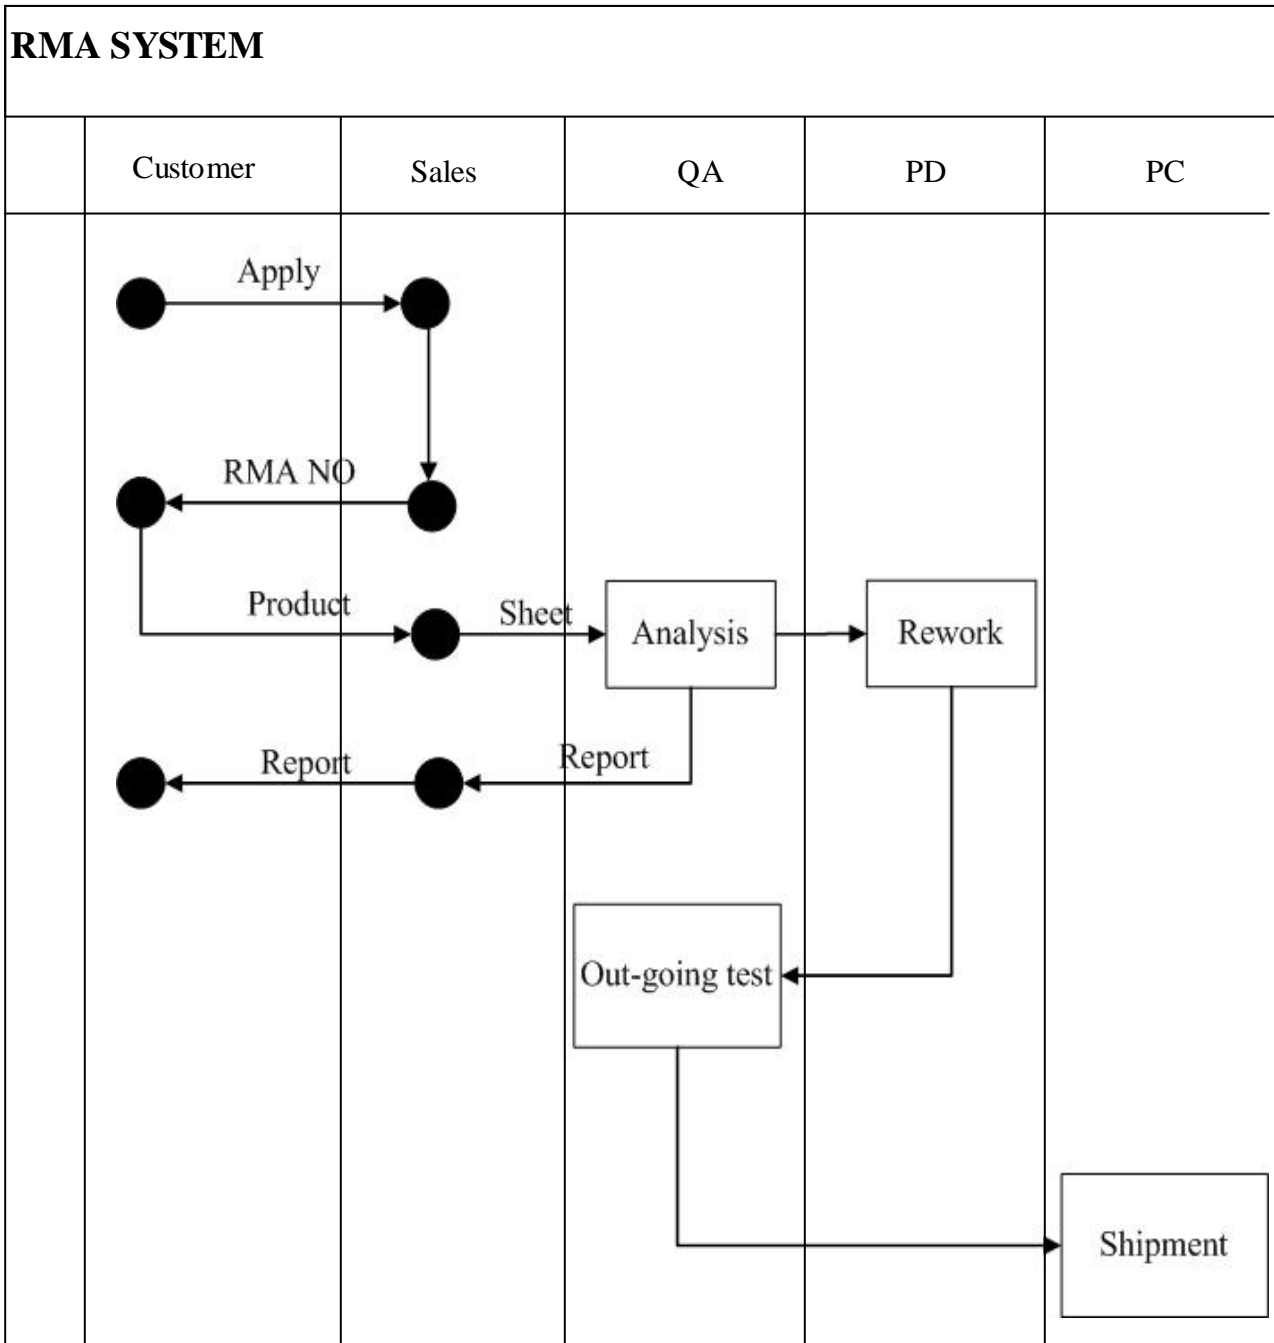 RMA SYSTEM
Customer Sales QA PD PC
Apply
RMA NO
Product Sheet Analysis Rework
Report Report
Out-going test
Shipment